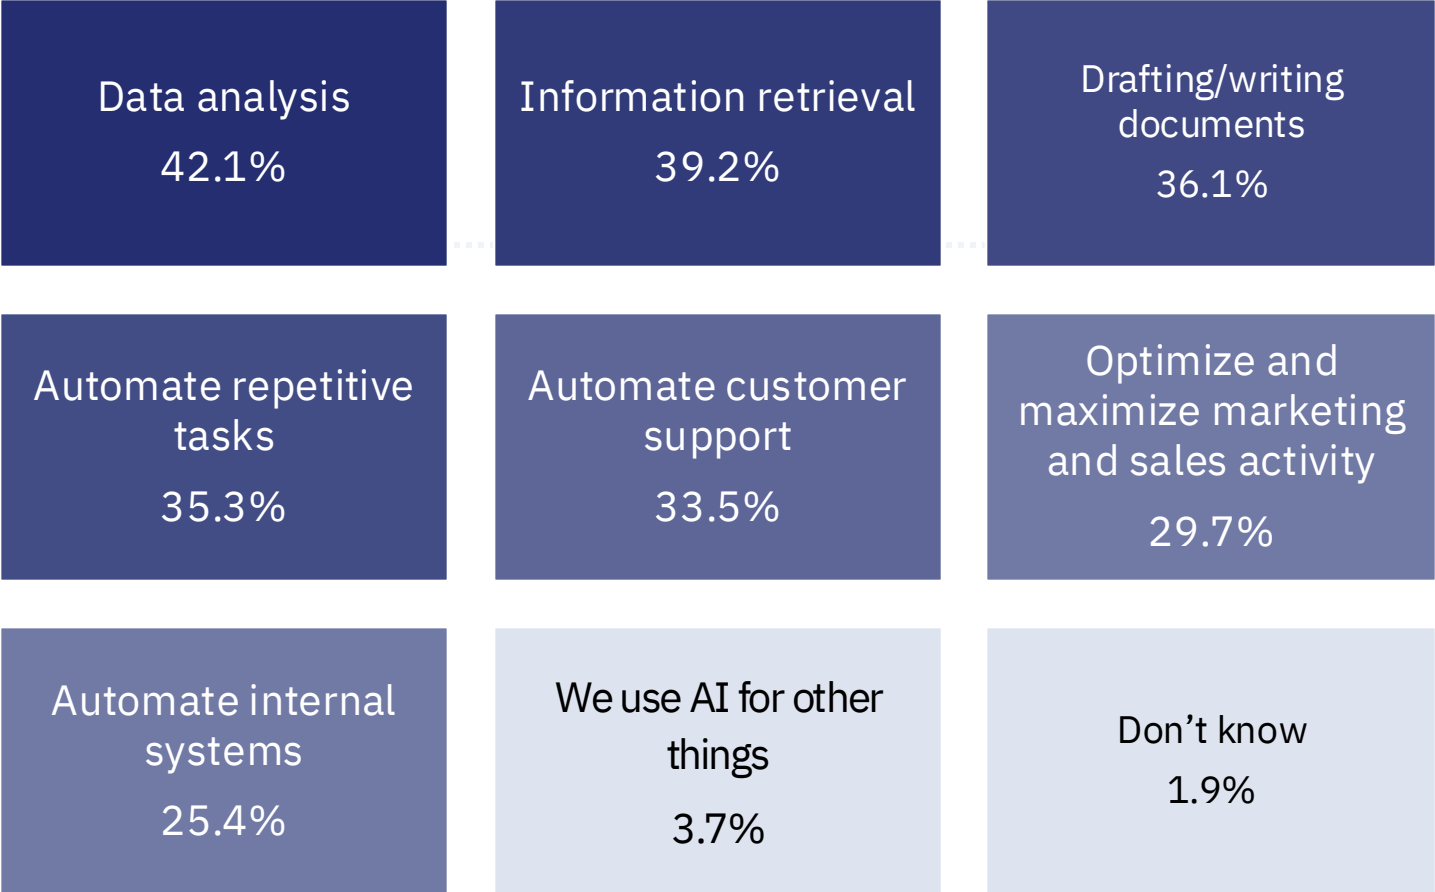 Data analysis
42.1%
Information retrieval
39.2%
Drafting/writing
documents
36.1%
Automate repetitive
tasks
35.3%
Automate customer
support
33.5%
Optimize and
maximize marketing
and sales activity
29.7%
Automate internal
systems
25.4%
We use AI for other
things
3.7%
Don’t know
1.9%